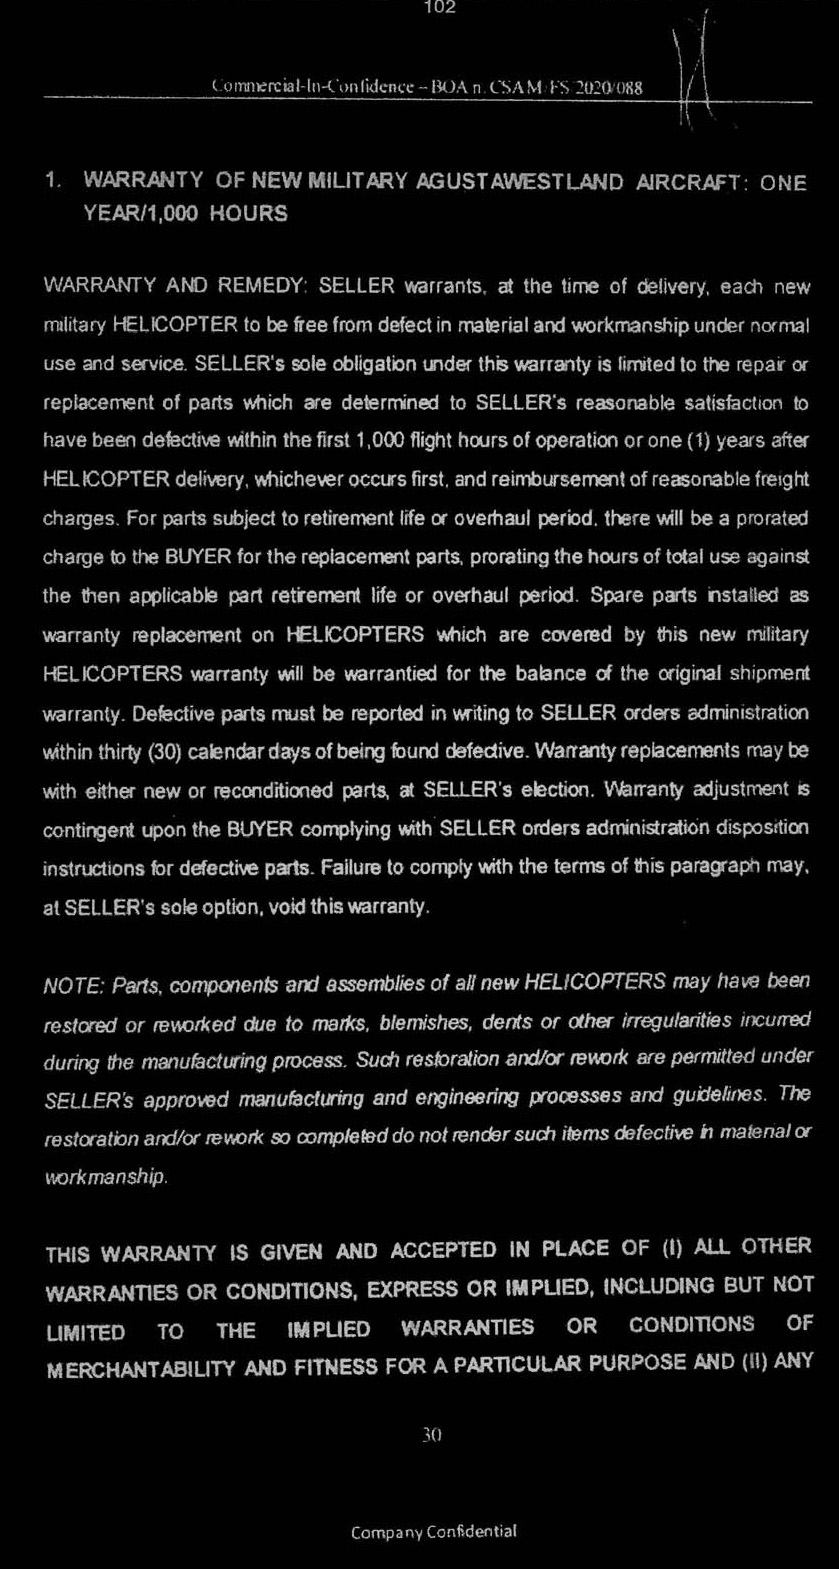 102
Commercial-In-Confidence – BOA n. CSAM/FS/2020/088
1. WARRANTY OF NEW MILITARY AGUSTAWESTLAND AIRCRAFT: ONE
YEAR/1,000 HOURS
WARRANTY AND REMEDY: SELLER warrants, at the time of delivery, each new
military HELICOPTER to be free from defect in material and workmanship under normal
use and service. SELLER's sole obligation under this warranty is limited to the repair or
replacement of parts which are determined to SELLER's reasonable satisfaction to
have been defective within the first 1,000 flight hours of operation or one (1) years after
HELICOPTER delivery, whichever occurs first, and reimbursement of reasonable freight
charges. For parts subject to retirement life or overhaul period, there will be a prorated
charge to the BUYER for the replacement parts, prorating the hours of total use against
the then applicable part retirement life or overhaul period. Spare parts installed as
warranty replacement on HELICOPTERS which are covered by this new military
HELICOPTERS warranty will be warrantied for the balance of the original shipment
warranty. Defective parts must be reported in writing to SELLER orders administration
within thirty (30) calendar days of being found defective. Warranty replacements may be
with either new or reconditioned parts, at SELLER's election. Warranty adjustment is
contingent upon the BUYER complying with SELLER orders administration disposition
instructions for defective parts. Failure to comply with the terms of this paragraph may,
at SELLER's sole option, void this warranty.
NOTE: Parts, components and assemblies of all new HELICOPTERS may have been
restored or reworked due to marks, blemishes, dents or other irregularities incurred
during the manufacturing process. Such restoration and/or rework are permitted under
SELLER's approved manufacturing and engineering processes and guidelines. The
restoration and/or rework so completed do not render such items defective in material or
workmanship.
THIS WARRANTY IS GIVEN AND ACCEPTED IN PLACE OF (I) ALL OTHER
WARRANTIES OR CONDITIONS, EXPRESS OR IMPLIED, INCLUDING BUT NOT
LIMITED TO THE IMPLIED WARRANTIES OR CONDITIONS OF
MERCHANTABILITY AND FITNESS FOR A PARTICULAR PURPOSE AND (II) ANY
30
Company Confidential